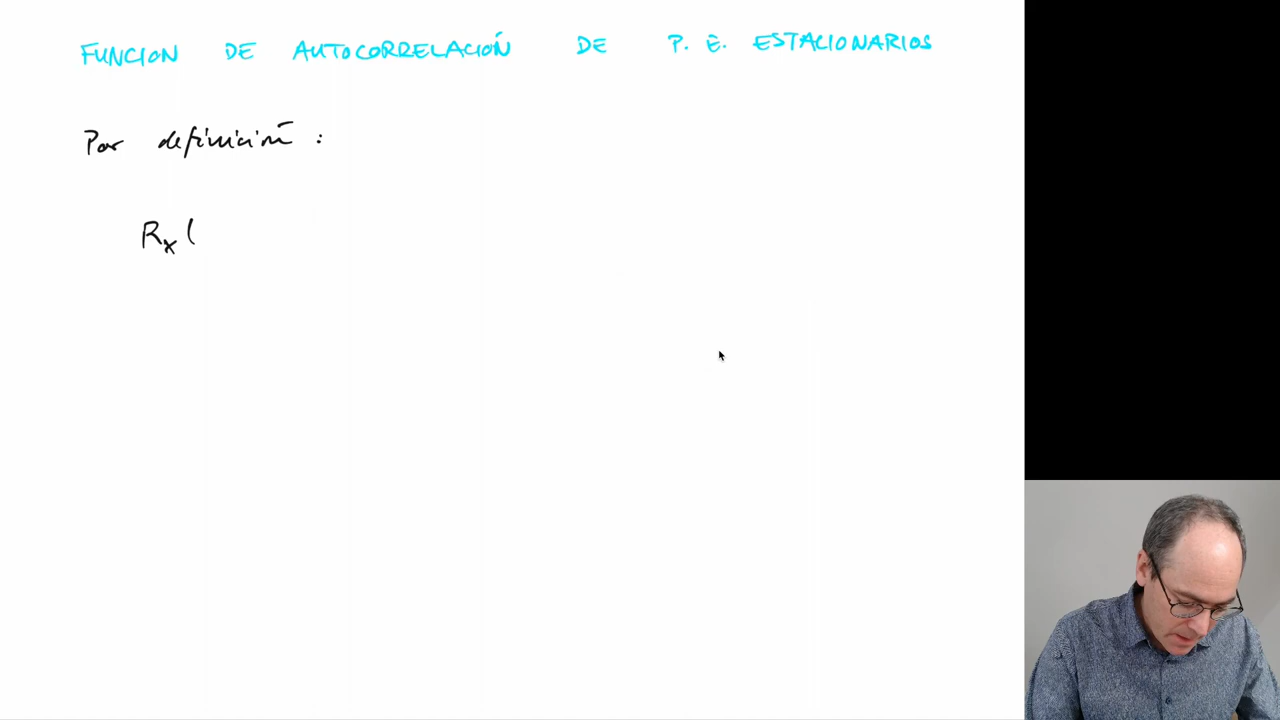 FUNCION DE AUTOCORRELACIÓN DE P. E. ESTACIONARIOS
Por definición :
Rx (